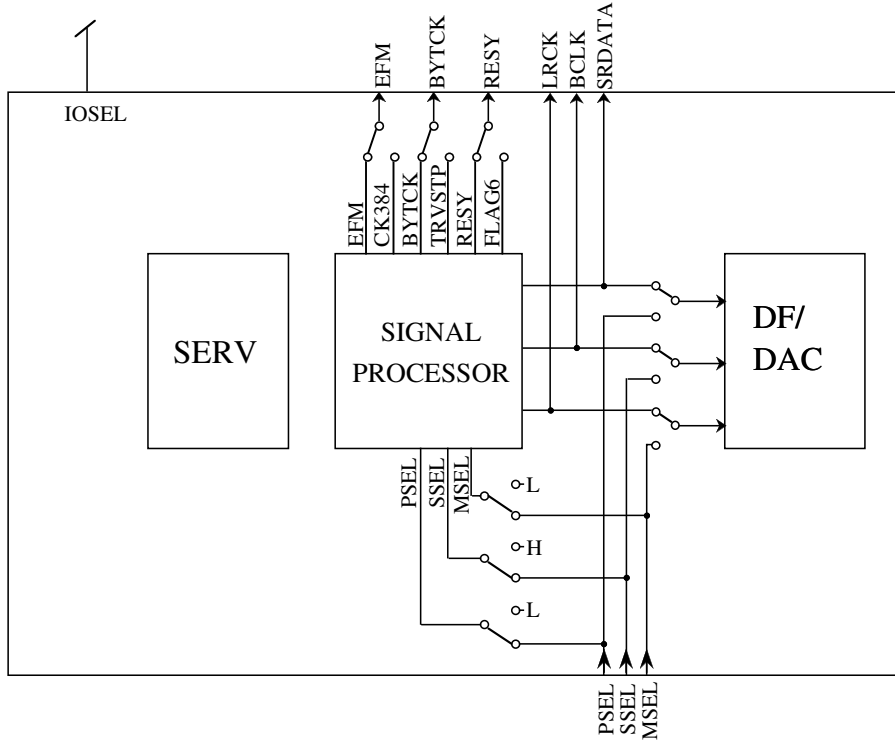 EFM
BYTCK
RESY
LRCK
BCLK
SRDATA
IOSEL
EFM
CK384
BYTCK
TRVSTP
RESY
FLAG6
SERV
SIGNAL
PROCESSOR
DF/
DAC
PSEL
SSEL
MSEL
L
H
L
PSEL
SSEL
MSEL